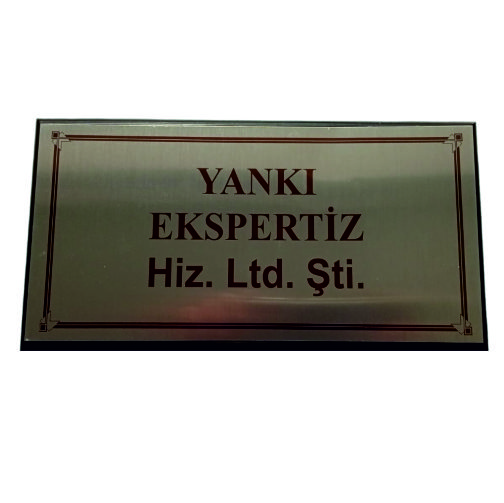 YANKI
EKSPERTİZ
Hiz. Ltd. Şti.